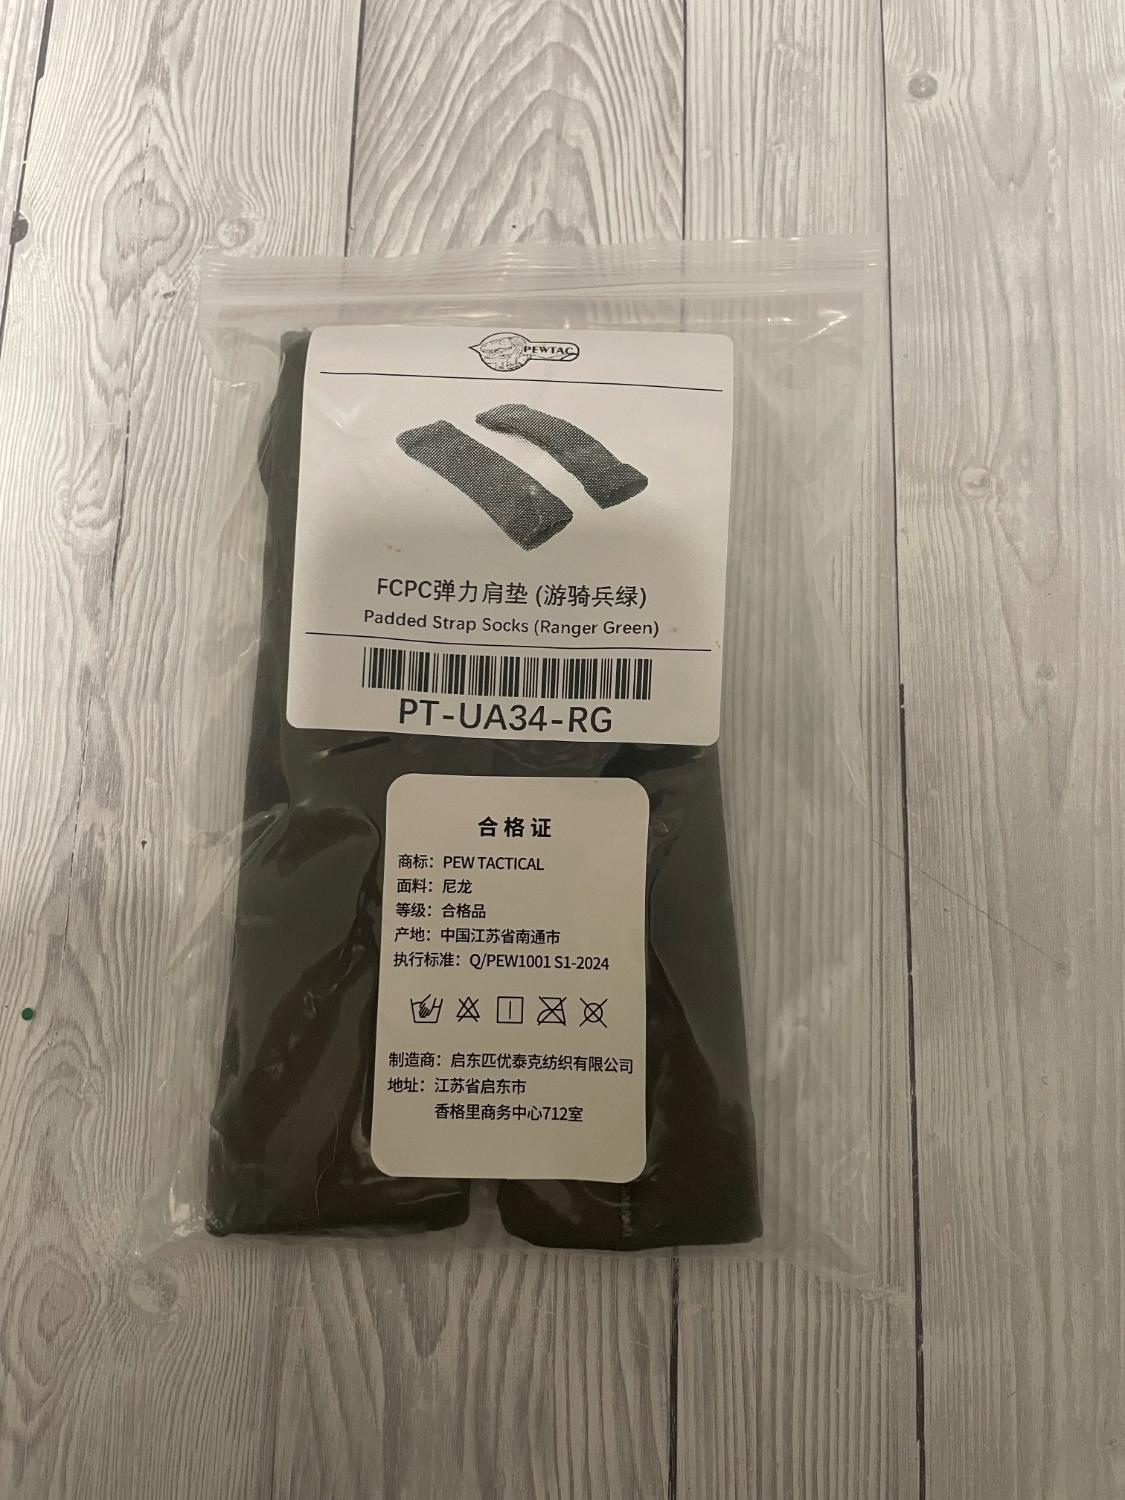 PEWTAC
FCPC弹力肩垫 (游骑兵绿)
Padded Strap Socks (Ranger Green)
PT-UA34-RG
合格证
商标：PEW TACTICAL
面料：尼龙
等级：合格品
产地：中国江苏省南通市
执行标准：Q/PEW1001 S1-2024
制造商：启东匹优泰克纺织有限公司
地址：江苏省启东市
香格里商务中心712室